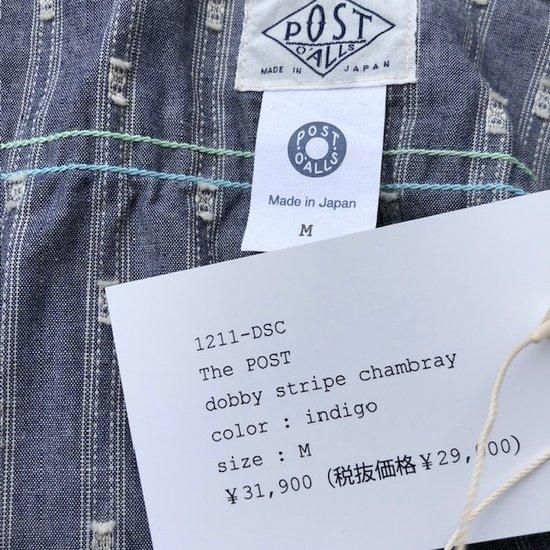 POST
O'ALLS
MADE IN JAPAN
POST
O'ALLS
Made in Japan
M
1211-DSC
The POST
dobby stripe chambray
color : indigo
size : M
¥31,900 (税抜価格¥29,000)